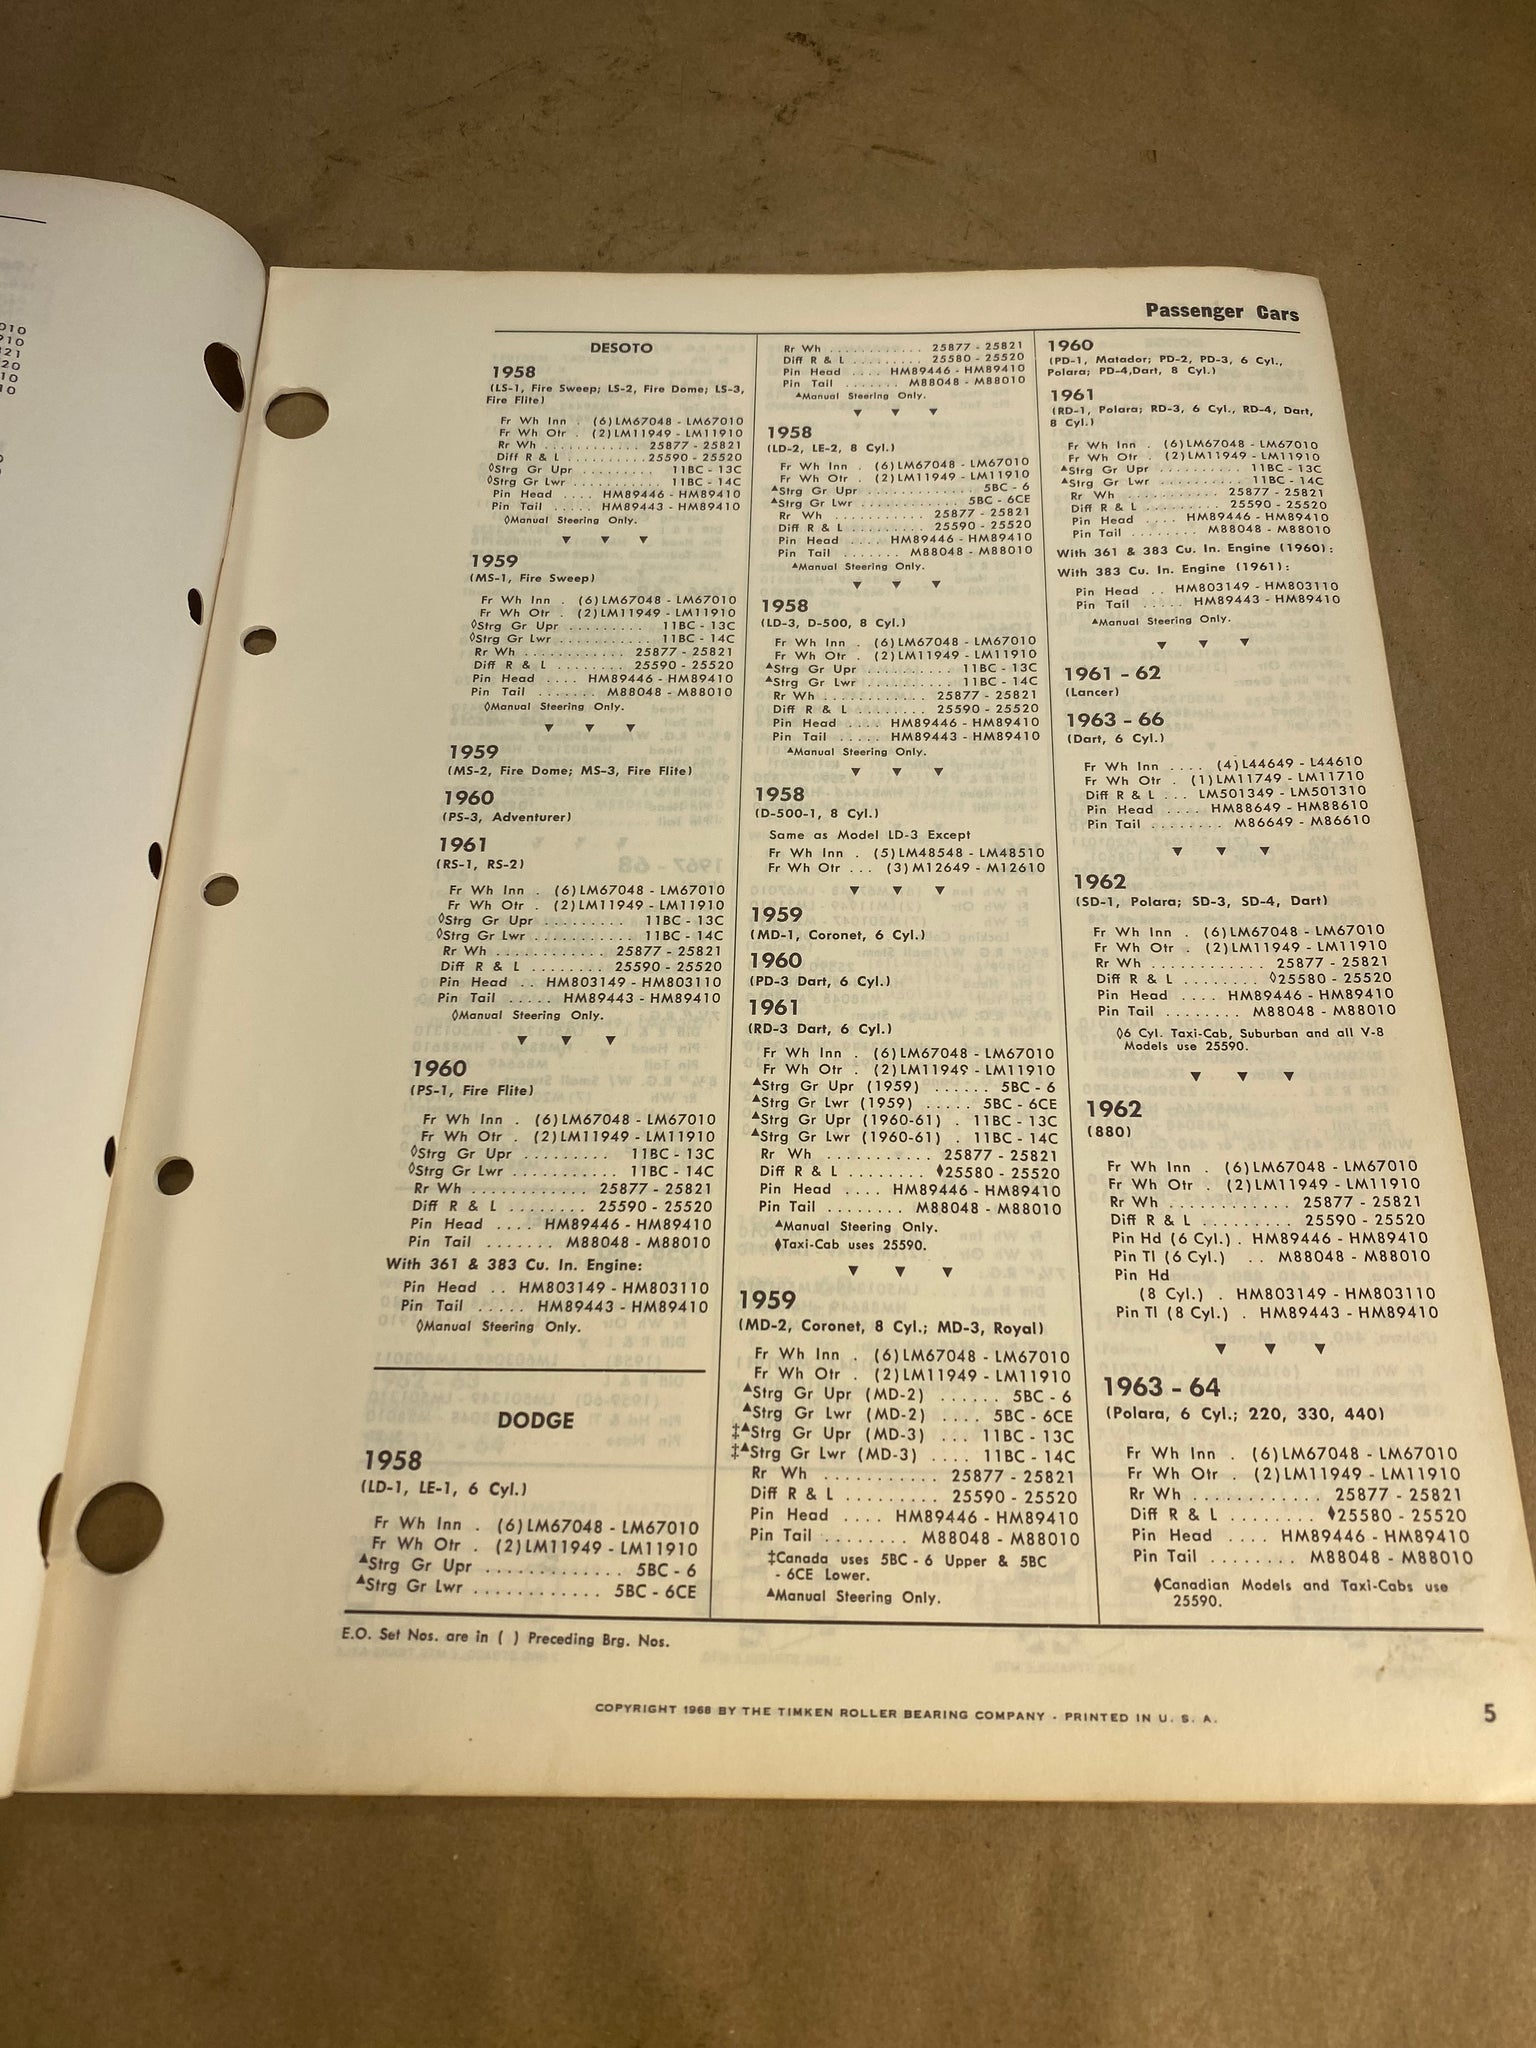 010
910
821
20
10
10
Passenger Cars
DESOTO
1958
(LS-1, Fire Sweep; LS-2, Fire Dome; LS-3,
Fire Flite)
Fr Wh Inn . (6)LM67048 - LM67010
Fr Wh Otr . (2)LM11949 - LM11910
Rr Wh ........... 25877 - 25821
Diff R & L .......... 25590 - 25520
◊Strg Gr Upr ......... 11BC - 13C
◊Strg Gr Lwr .......... 11BC - 14C
Pin Head .... HM89446 - HM89410
Pin Tail ..... HM89443 - HM89410
◊Manual Steering Only.
▼ ▼ ▼
1959
(MS-1, Fire Sweep)
Fr Wh Inn . (6)LM67048 - LM67010
Fr Wh Otr . (2)LM11949 - LM11910
◊Strg Gr Upr ......... 11BC - 13C
◊Strg Gr Lwr ........... 11BC - 14C
Rr Wh ............ 25877 - 25821
Diff R & L ........ 25590 - 25520
Pin Head .... HM89446 - HM89410
Pin Tail ....... M88048 - M88010
◊Manual Steering Only.
▼ ▼ ▼
1959
(MS-2, Fire Dome; MS-3, Fire Flite)
1960
(PS-3, Adventurer)
1961
(RS-1, RS-2)
Fr Wh Inn . (6)LM67048 - LM67010
Fr Wh Otr . (2)LM11949 - LM11910
◊Strg Gr Upr ......... 11BC - 13C
◊Strg Gr Lwr ........... 11BC - 14C
Rr Wh ............ 25877 - 25821
Diff R & L ........ 25590 - 25520
Pin Head .. HM803149 - HM803110
Pin Tail ..... HM89443 - HM89410
◊Manual Steering Only.
▼ ▼ ▼
1960
(PS-1, Fire Flite)
Fr Wh Inn . (6)LM67048 - LM67010
Fr Wh Otr . (2)LM11949 - LM11910
◊Strg Gr Upr ......... 11BC - 13C
◊Strg Gr Lwr ........... 11BC - 14C
Rr Wh ............ 25877 - 25821
Diff R & L ........ 25590 - 25520
Pin Head .... HM89446 - HM89410
Pin Tail ....... M88048 - M88010
With 361 & 383 Cu. In. Engine:
Pin Head .. HM803149 - HM803110
Pin Tail ..... HM89443 - HM89410
◊Manual Steering Only.
DODGE
1958
(LD-1, LE-1, 6 Cyl.)
Fr Wh Inn . (6)LM67048 - LM67010
Fr Wh Otr . (2)LM11949 - LM11910
▲Strg Gr Upr ............. 5BC - 6
▲Strg Gr Lwr ............ 5BC - 6CE
Rr Wh ............ 25877 - 25821
Diff R & L ......... 25580 - 25520
Pin Head .... HM89446 - HM89410
Pin Tail ....... M88048 - M88010
▲Manual Steering Only.
▼ ▼ ▼
1958
(LD-2, LE-2, 8 Cyl.)
Fr Wh Inn . (6)LM67048 - LM67010
Fr Wh Otr . (2)LM11949 - LM11910
▲Strg Gr Upr ............. 5BC - 6
▲Strg Gr Lwr ............ 5BC - 6CE
Rr Wh ............ 25877 - 25821
Diff R & L ......... 25590 - 25520
Pin Head .... HM89446 - HM89410
Pin Tail ....... M88048 - M88010
▲Manual Steering Only.
▼ ▼ ▼
1958
(LD-3, D-500, 8 Cyl.)
Fr Wh Inn . (6)LM67048 - LM67010
Fr Wh Otr . (2)LM11949 - LM11910
▲Strg Gr Upr .......... 11BC - 13C
▲Strg Gr Lwr .......... 11BC - 14C
Rr Wh ............ 25877 - 25821
Diff R & L ......... 25590 - 25520
Pin Head .... HM89446 - HM89410
Pin Tail ..... HM89443 - HM89410
▲Manual Steering Only.
▼ ▼ ▼
1958
(D-500-1, 8 Cyl.)
Same as Model LD-3 Except
Fr Wh Inn . (5)LM48548 - LM48510
Fr Wh Otr ... (3)M12649 - M12610
▼ ▼ ▼
1959
(MD-1, Coronet, 6 Cyl.)
1960
(PD-3 Dart, 6 Cyl.)
1961
(RD-3 Dart, 6 Cyl.)
Fr Wh Inn . (6)LM67048 - LM67010
Fr Wh Otr . (2)LM11949 - LM11910
▲Strg Gr Upr (1959) ...... 5BC - 6
▲Strg Gr Lwr (1959) ..... 5BC - 6CE
▲Strg Gr Upr (1960-61) . 11BC - 13C
▲Strg Gr Lwr (1960-61) . 11BC - 14C
Rr Wh ........... 25877 - 25821
Diff R & L ........ ♦25580 - 25520
Pin Head .... HM89446 - HM89410
Pin Tail ........ M88048 - M88010
▲Manual Steering Only.
♦Taxi-Cab uses 25590.
▼ ▼ ▼
1959
(MD-2, Coronet, 8 Cyl.; MD-3, Royal)
Fr Wh Inn . (6)LM67048 - LM67010
Fr Wh Otr . (2)LM11949 - LM11910
▲Strg Gr Upr (MD-2) ...... 5BC - 6
▲Strg Gr Lwr (MD-2) .... 5BC - 6CE
‡▲Strg Gr Upr (MD-3) ... 11BC - 13C
‡▲Strg Gr Lwr (MD-3) .... 11BC - 14C
Rr Wh ........... 25877 - 25821
Diff R & L ......... 25590 - 25520
Pin Head .... HM89446 - HM89410
Pin Tail ........ M88048 - M88010
‡Canada uses 5BC - 6 Upper & 5BC
- 6CE Lower.
▲Manual Steering Only.
1960
(PD-1, Matador; PD-2, PD-3, 6 Cyl.,
Polara; PD-4,Dart, 8 Cyl.)
1961
(RD-1, Polara; RD-3, 6 Cyl., RD-4, Dart,
8 Cyl.)
Fr Wh Inn . (6)LM67048 - LM67010
Fr Wh Otr . (2)LM11949 - LM11910
▲Strg Gr Upr .......... 11BC - 13C
▲Strg Gr Lwr .......... 11BC - 14C
Rr Wh ........... 25877 - 25821
Diff R & L ......... 25590 - 25520
Pin Head .... HM89446 - HM89410
Pin Tail ........ M88048 - M88010
With 361 & 383 Cu. In. Engine (1960):
With 383 Cu. In. Engine (1961):
Pin Head .. HM803149 - HM803110
Pin Tail ..... HM89443 - HM89410
▲Manual Steering Only.
▼ ▼ ▼
1961 - 62
(Lancer)
1963 - 66
(Dart, 6 Cyl.)
Fr Wh Inn .... (4)L44649 - L44610
Fr Wh Otr . (1)LM11749 - LM11710
Diff R & L ... LM501349 - LM501310
Pin Head .... HM88649 - HM88610
Pin Tail ........ M86649 - M86610
▼ ▼ ▼
1962
(SD-1, Polara; SD-3, SD-4, Dart)
Fr Wh Inn . (6)LM67048 - LM67010
Fr Wh Otr . (2)LM11949 - LM11910
Rr Wh ............ 25877 - 25821
Diff R & L ........ ◊25580 - 25520
Pin Head .... HM89446 - HM89410
Pin Tail ........ M88048 - M88010
◊6 Cyl. Taxi-Cab, Suburban and all V-8
Models use 25590.
▼ ▼ ▼
1962
(880)
Fr Wh Inn . (6)LM67048 - LM67010
Fr Wh Otr . (2)LM11949 - LM11910
Rr Wh ............ 25877 - 25821
Diff R & L ......... 25590 - 25520
Pin Hd (6 Cyl.) . HM89446 - HM89410
Pin Tl (6 Cyl.) .. M88048 - M88010
Pin Hd
(8 Cyl.) . HM803149 - HM803110
Pin Tl (8 Cyl.) . HM89443 - HM89410
▼ ▼ ▼
1963 - 64
(Polara, 6 Cyl.; 220, 330, 440)
Fr Wh Inn . (6)LM67048 - LM67010
Fr Wh Otr . (2)LM11949 - LM11910
Rr Wh ............ 25877 - 25821
Diff R & L ........ ♦25580 - 25520
Pin Head .... HM89446 - HM89410
Pin Tail ........ M88048 - M88010
♦Canadian Models and Taxi-Cabs use
25590.
E.O. Set Nos. are in ( ) Preceding Brg. Nos.
COPYRIGHT 1968 BY THE TIMKEN ROLLER BEARING COMPANY - PRINTED IN U. S. A.
5